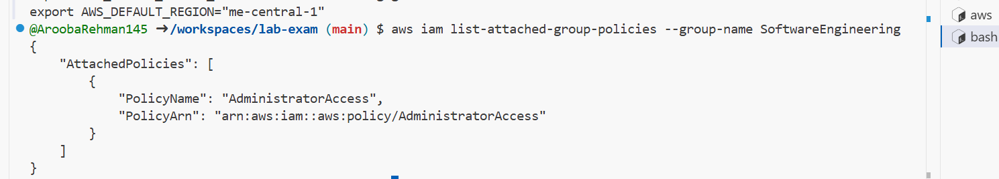 export AWS_DEFAULT_REGION="me-central-1"
@AroobaRehman145 ➜/workspaces/lab-exam (main) $ aws iam list-attached-group-policies --group-name SoftwareEngineering
{
    "AttachedPolicies": [
        {
            "PolicyName": "AdministratorAccess",
            "PolicyArn": "arn:aws:iam::aws:policy/AdministratorAccess"
        }
    ]
}
aws
bash